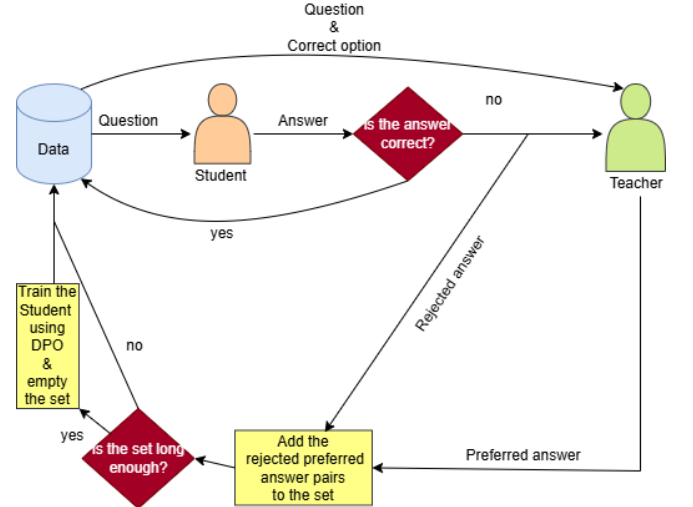 Question
&
Correct option
Data
Question
Student
Answer
Is the answer
correct?
no
Teacher
yes
Rejected answer
Train the
Student
using
DPO
&
empty
the set
no
yes
Is the set long
enough?
Add the
rejected preferred
answer pairs
to the set
Preferred answer